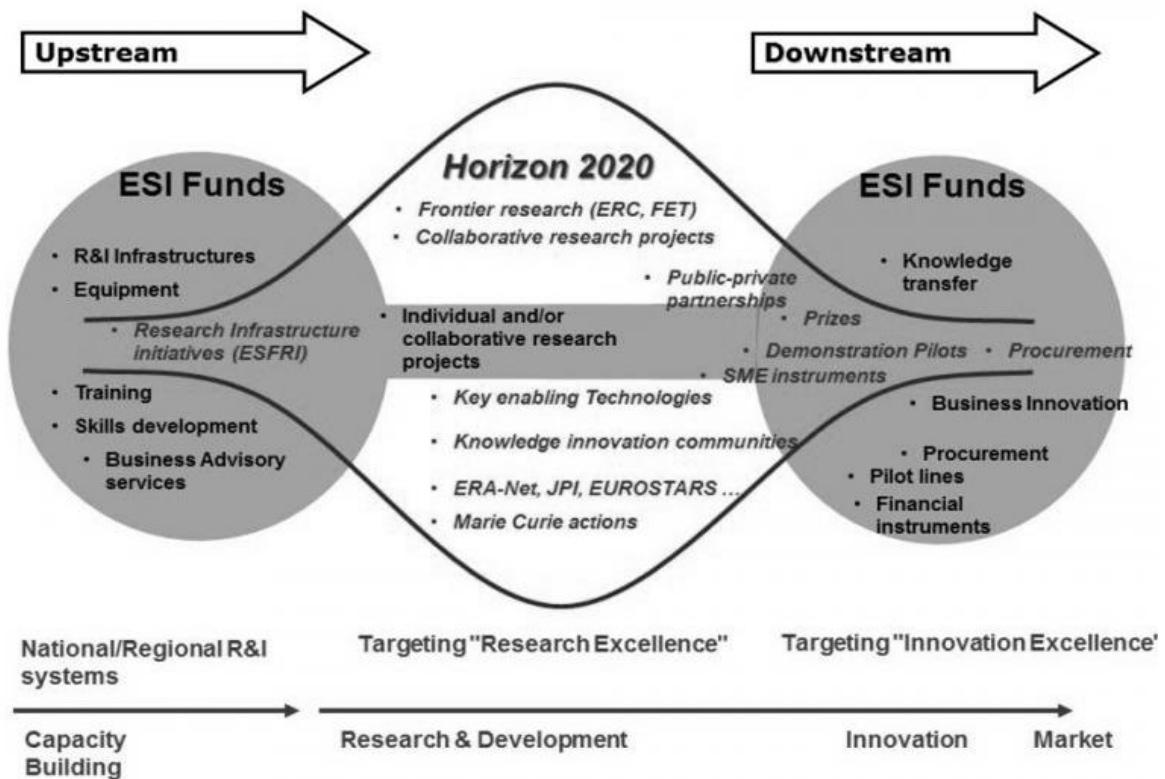 Upstream
Downstream
ESI Funds
• R&I Infrastructures
• Equipment
• Research Infrastructure
initiatives (ESFRI)
• Training
• Skills development
• Business Advisory
services
Horizon 2020
• Frontier research (ERC, FET)
• Collaborative research projects
• Public-private
partnerships
• Individual and/or
collaborative research
projects
• Prizes
• Demonstration Pilots
• Procurement
• SME instruments
• Key enabling Technologies
• Knowledge innovation communities
• ERA-Net, JPI, EUROSTARS ...
• Marie Curie actions
ESI Funds
• Knowledge
transfer
• Business Innovation
• Procurement
• Pilot lines
• Financial
instruments
National/Regional R&I
systems
Targeting "Research Excellence"
Targeting "Innovation Excellence'
Capacity
Building
Research & Development
Innovation
Market